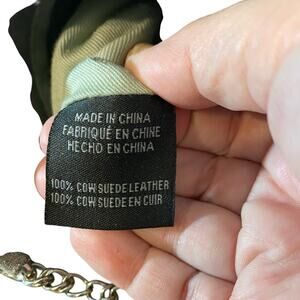 MADE IN CHINA
FABRIQUÉ EN CHINE
HECHO EN CHINA
100% COW SUEDE LEATHER
100% COW SUEDE EN CUIR